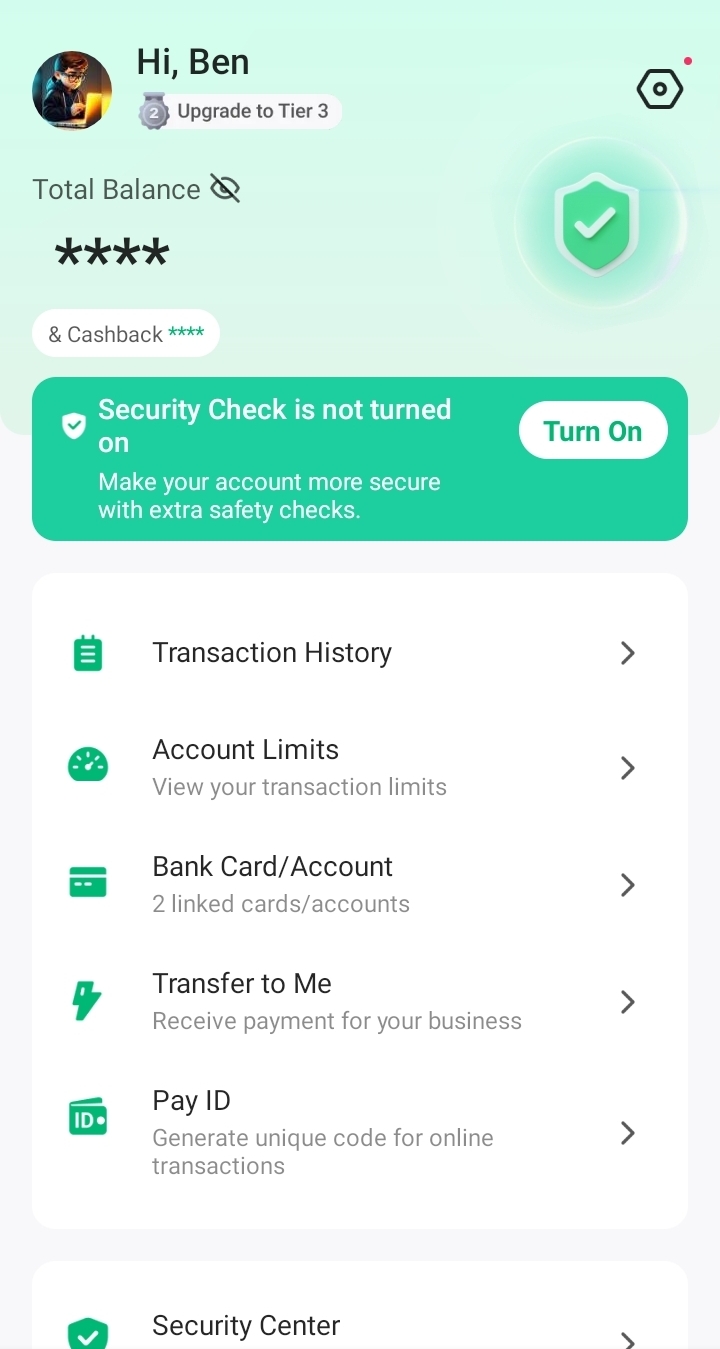 Hi, Ben
2 Upgrade to Tier 3
Total Balance
****
& Cashback ****
Security Check is not turned
on
Turn On
Make your account more secure
with extra safety checks.
Transaction History
Account Limits
View your transaction limits
Bank Card/Account
2 linked cards/accounts
Transfer to Me
Receive payment for your business
Pay ID
ID
Generate unique code for online
transactions
Security Center